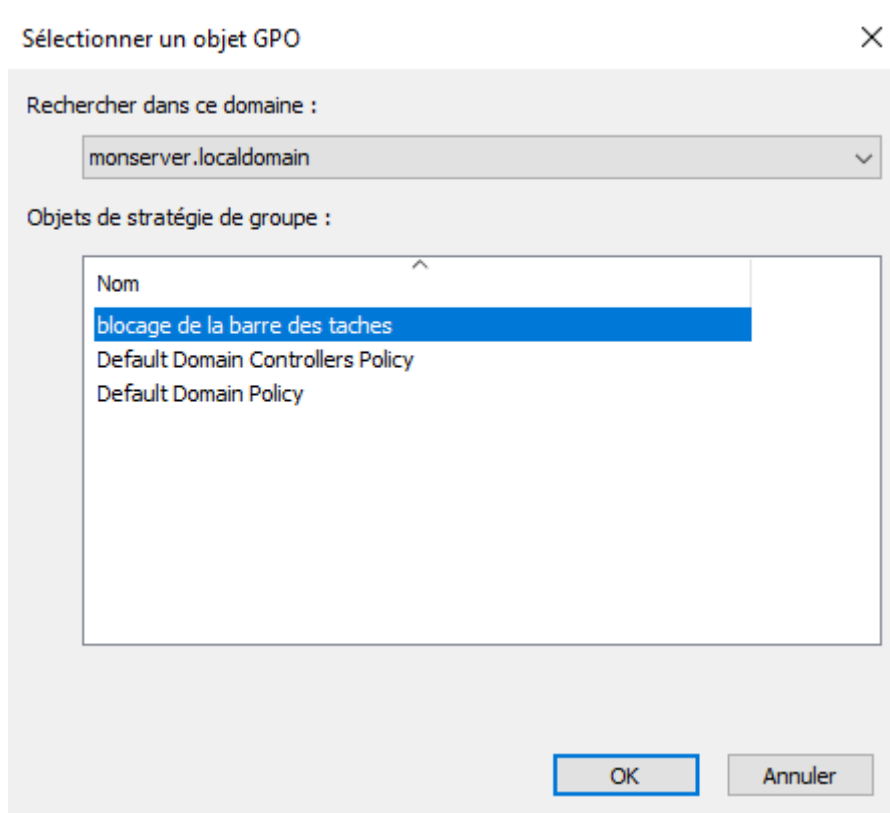 Sélectionner un objet GPO
Rechercher dans ce domaine :
monserver.localdomain
Objets de stratégie de groupe :
Nom
blocage de la barre des taches
Default Domain Controllers Policy
Default Domain Policy
OK Annuler